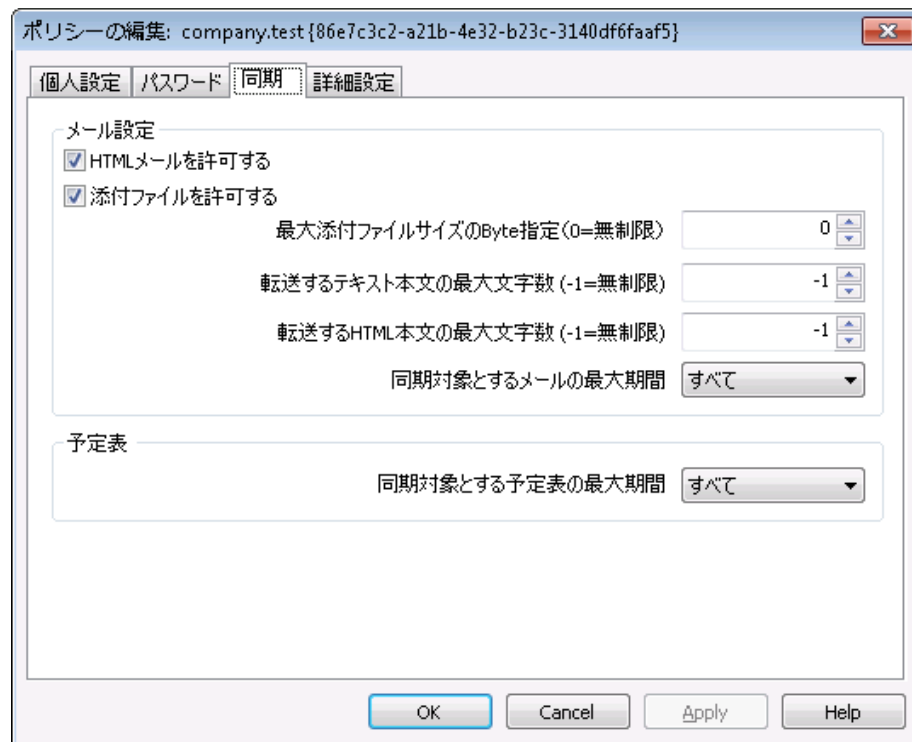 ポリシーの編集: company.test {86e7c3c2-a21b-4e32-b23c-3140df6faaf5}
個人設定 パスワード 同期 詳細設定
メール設定
HTMLメールを許可する
添付ファイルを許可する
最大添付ファイルサイズのByte指定(0=無制限) 0
転送するテキスト本文の最大文字数 (-1=無制限) -1
転送するHTML本文の最大文字数 (-1=無制限) -1
同期対象とするメールの最大期間 すべて
予定表
同期対象とする予定表の最大期間 すべて
OK Cancel Apply Help